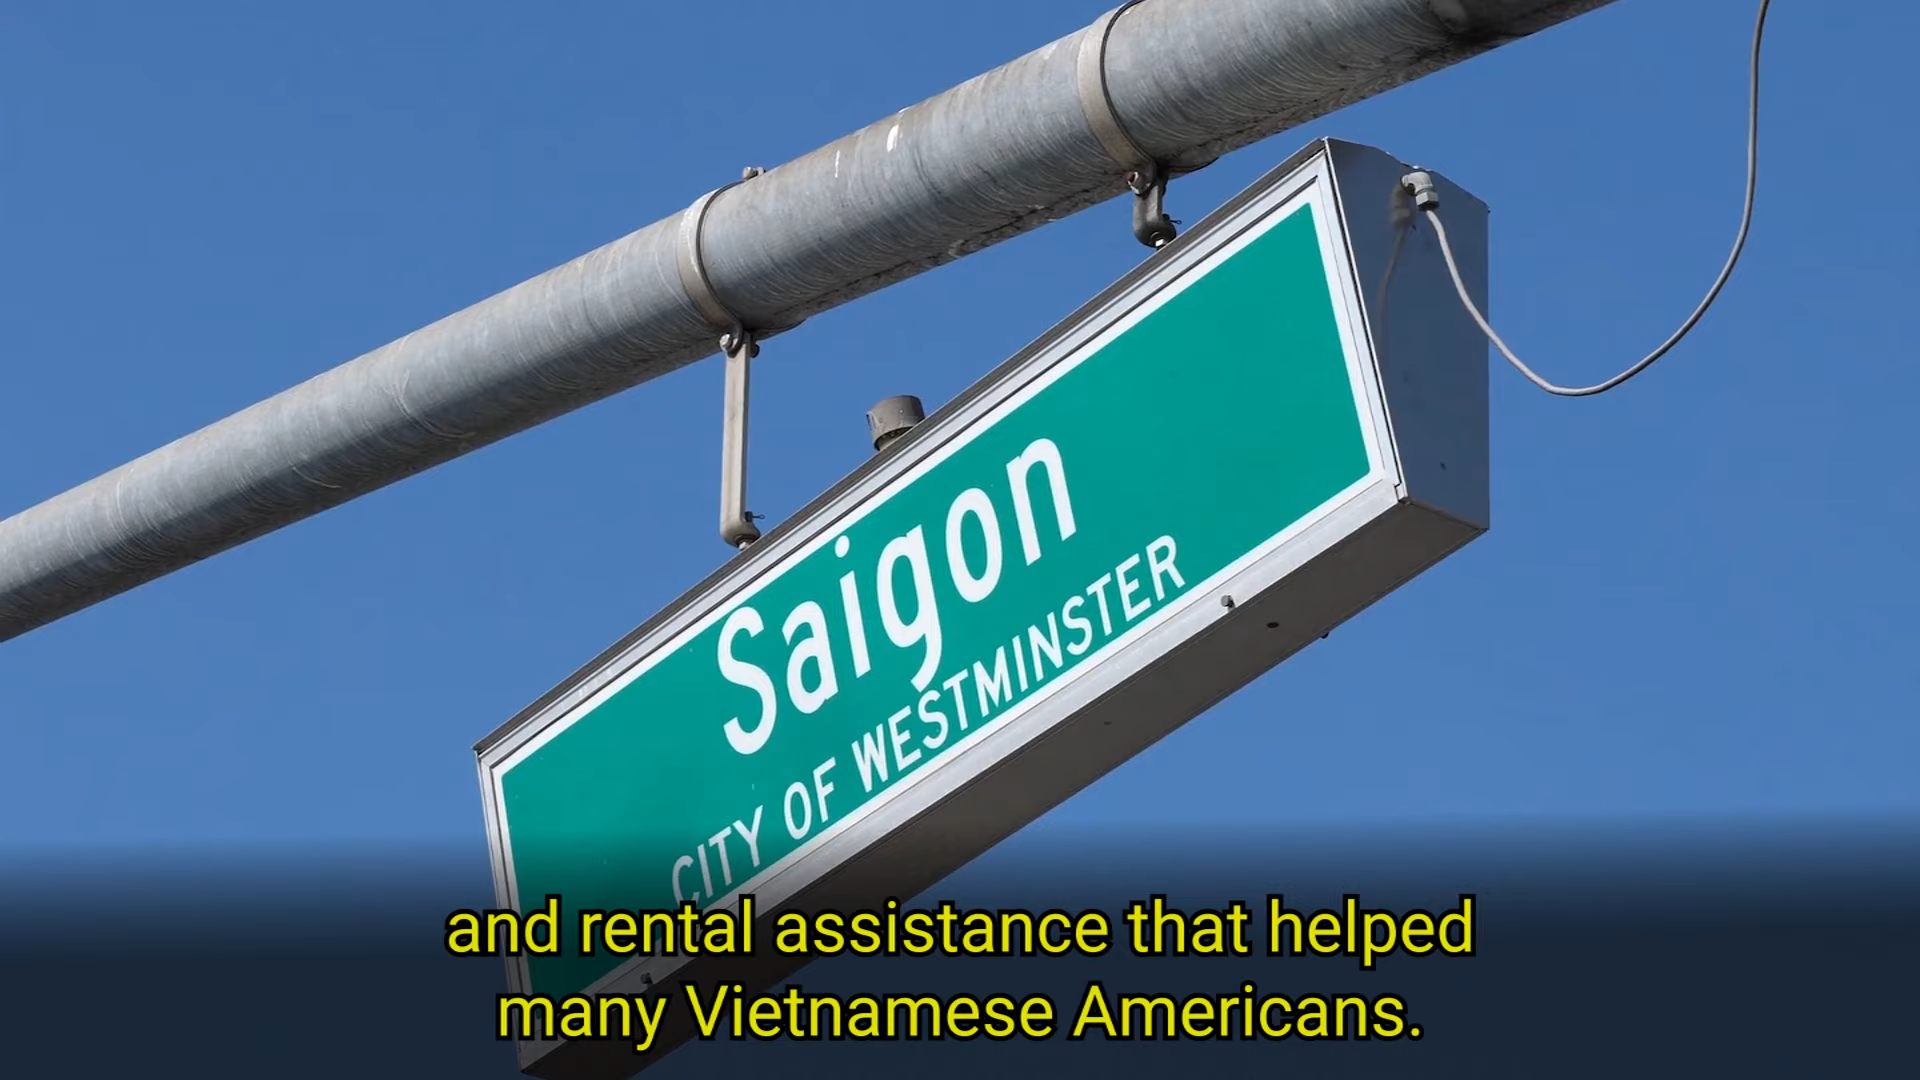 Saigon
CITY OF WESTMINSTER
and rental assistance that helped
many Vietnamese Americans.